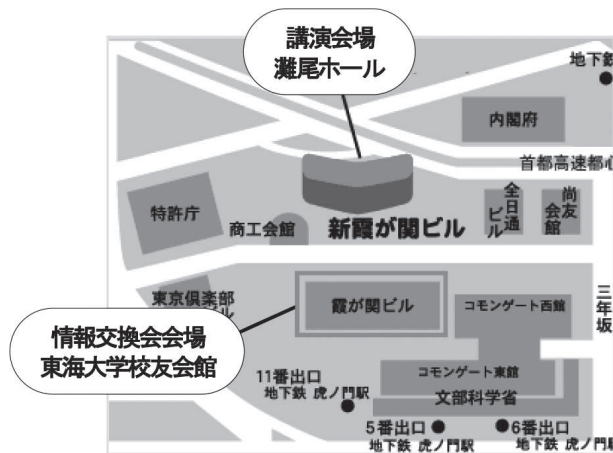 講演会場
灘尾ホール
地下鉄
内閣府
首都高速都心
特許庁
商工会館
新霞が関ビル
全日通
ビル
尚友
会館
東京倶楽部
ル
霞が関ビル
コモンゲート西館
三年坂
情報交換会会場
東海大学校友会館
コモンゲート東館
文部科学省
11番出口
地下鉄 虎ノ門駅
5番出口
地下鉄 虎ノ門駅
6番出口
地下鉄 虎ノ門駅